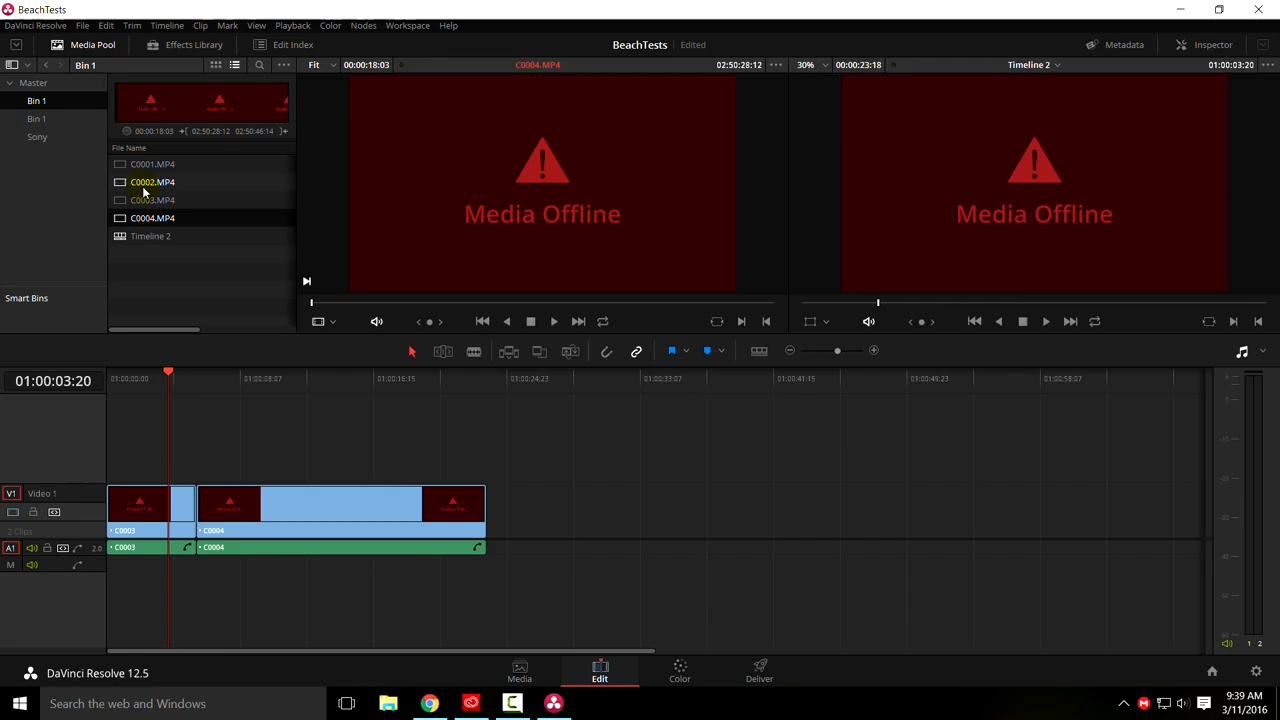 BeachTests
DaVinci Resolve File Edit Trim Timeline Clip Mark View Playback Color Nodes Workspace Help
Media Pool Effects Library Edit Index BeachTests Edited Metadata Inspector
Bin 1 Fit 00:00:18:03 C0004.MP4 02:50:28:12 30% 00:00:23:18 Timeline 2 01:00:03:20
Master
Bin 1
Bin 1
Sony
00:00:18:03 02:50:28:12 02:50:46:14
File Name
C0001.MP4
C0002.MP4
C0003.MP4
C0004.MP4
Timeline 2
Smart Bins
Media Offline
Media Offline
01:00:03:20
01:00:00:00 01:00:08:07 01:00:16:15 01:00:24:23 01:00:33:07 01:00:41:15 01:00:49:23 01:00:58:07
V1 Video 1
2 Clips
C0003 C0004
A1 2.0 C0003 C0004
M
1 2
DaVinci Resolve 12.5
Media Edit Color Deliver
Search the web and Windows
9:39 AM
3/11/2016